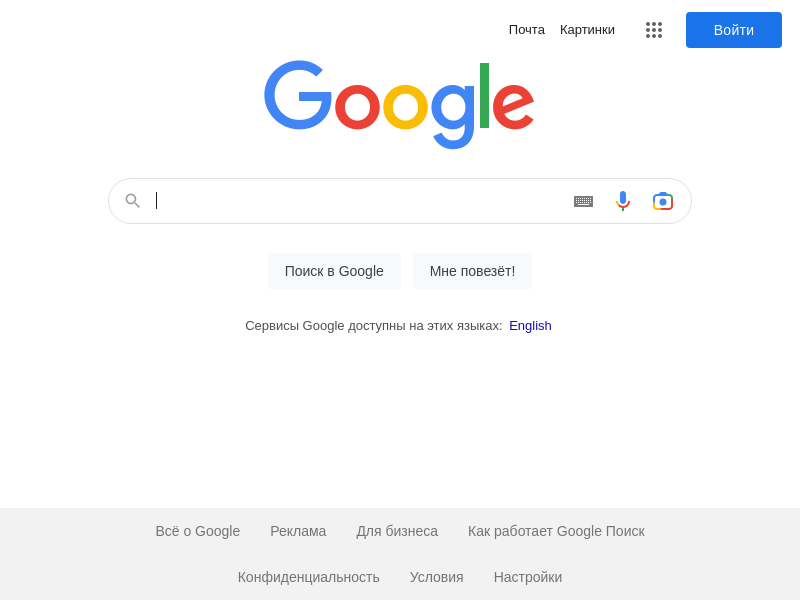 Почта Картинки Войти
Google
Поиск в Google Мне повезёт!
Сервисы Google доступны на этих языках: English
Всё о Google Реклама Для бизнеса Как работает Google Поиск
Конфиденциальность Условия Настройки